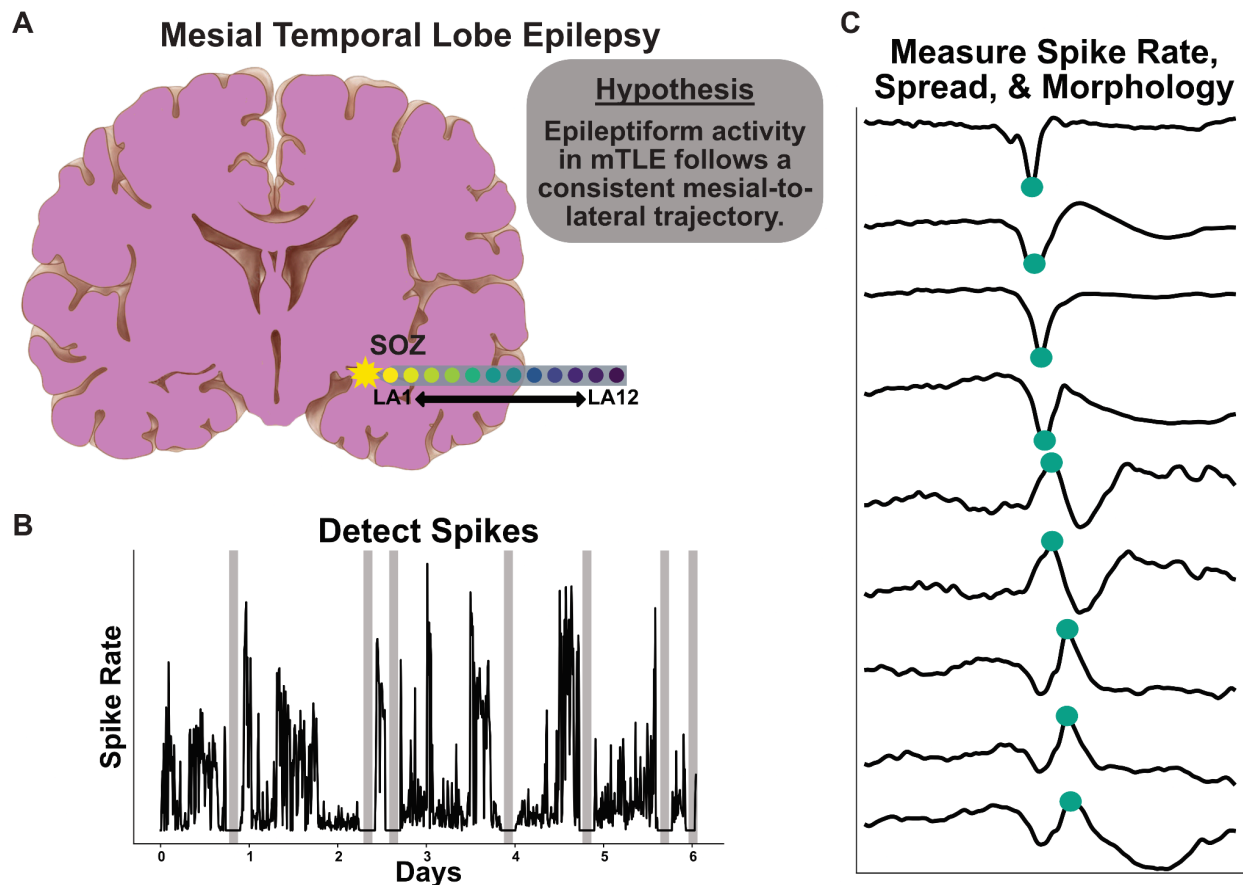 A
Mesial Temporal Lobe Epilepsy
Hypothesis
Epileptiform activity
in mTLE follows a
consistent mesial-to-
lateral trajectory.
SOZ
LA1
LA12
B
Detect Spikes
Spike Rate
0 1 2 3 4 5 6
Days
C
Measure Spike Rate,
Spread, & Morphology